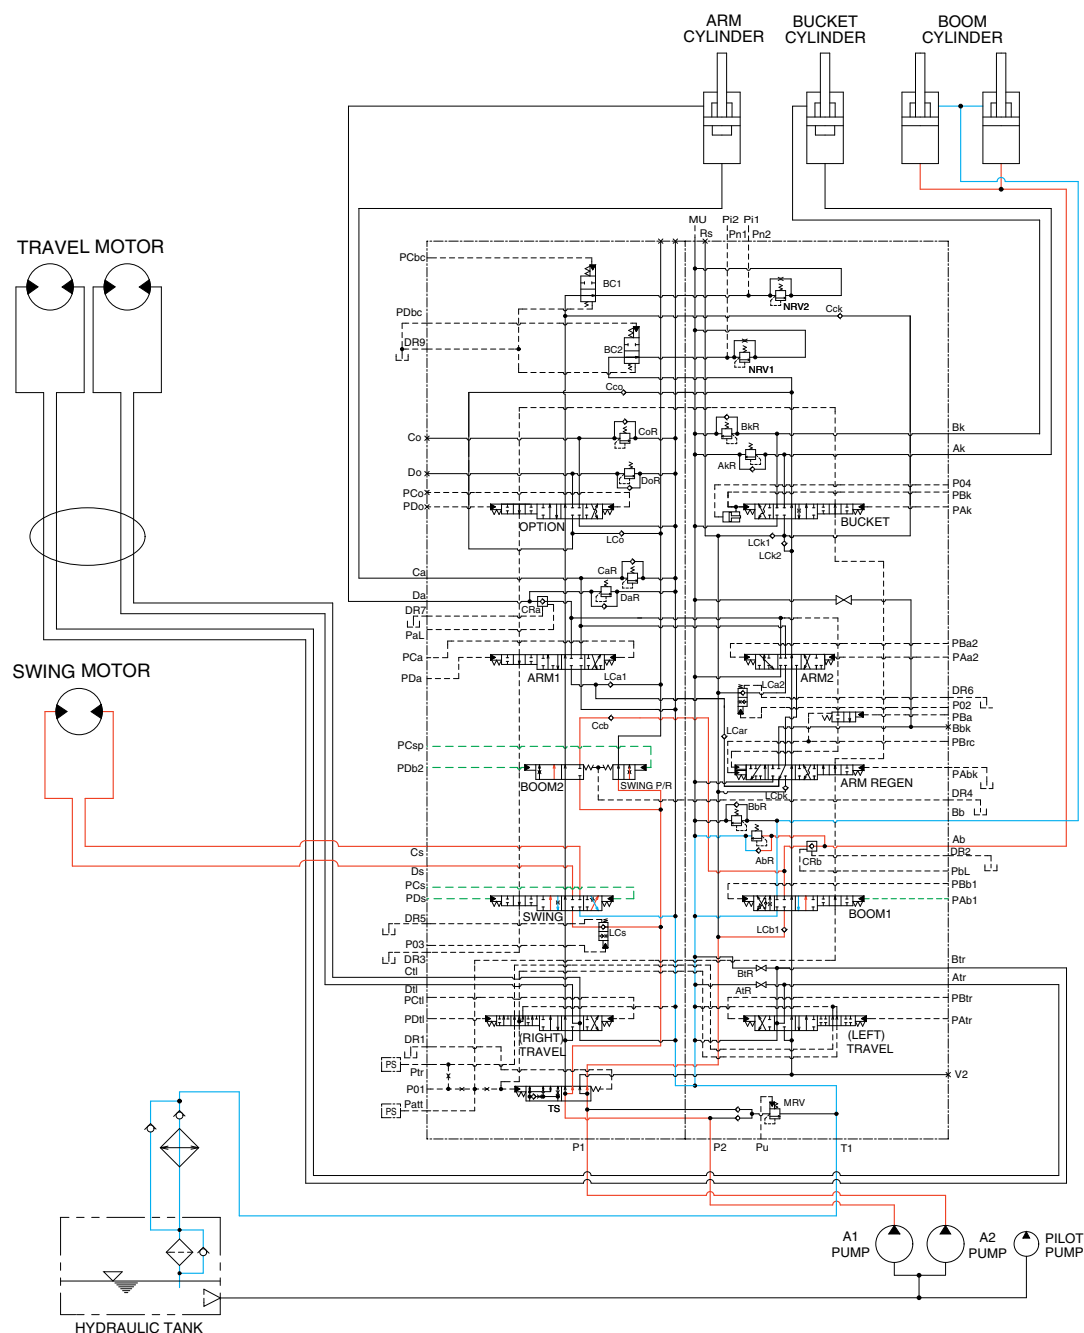 ARM
CYLINDER
BUCKET
CYLINDER
BOOM
CYLINDER
TRAVEL MOTOR
MU
Pi2
Pi1
Rs
Pn1
Pn2
PCbc
BC1
NRV2
Cck
PDbc
DR9
BC2
NRV1
Cco
Co
CoR
BkR
Bk
Ak
AkR
Do
DoR
PCo
PDo
P04
PBk
PAk
OPTION
BUCKET
LCo
LCk1
LCk2
Ca
CaR
DaR
Da
CRa
DR7
PaL
PCa
PDa
PBa2
PAa2
ARM1
ARM2
LCa1
LCa2
SWING MOTOR
DR6
P02
PBa
Bbk
Ccb
LCar
PBrc
PCsp
PDb2
BOOM2
SWING P/R
ARM REGEN
PAbk
LCbk
DR4
BbR
Bb
AbR
CRb
Ab
DR2
PbL
Cs
Ds
PCs
PDs
PBb1
PAb1
SWING
BOOM1
DR5
LCs
LCb1
P03
DR3
Ctl
Btr
BtR
Dtl
Atr
AtR
PCtl
PBtr
PDtl
PAtr
(RIGHT)
TRAVEL
(LEFT)
TRAVEL
DR1
PS
Ptr
V2
P01
Patt
PS
TS
MRV
P1
P2
Pu
T1
A1
PUMP
A2
PUMP
PILOT
PUMP
HYDRAULIC TANK